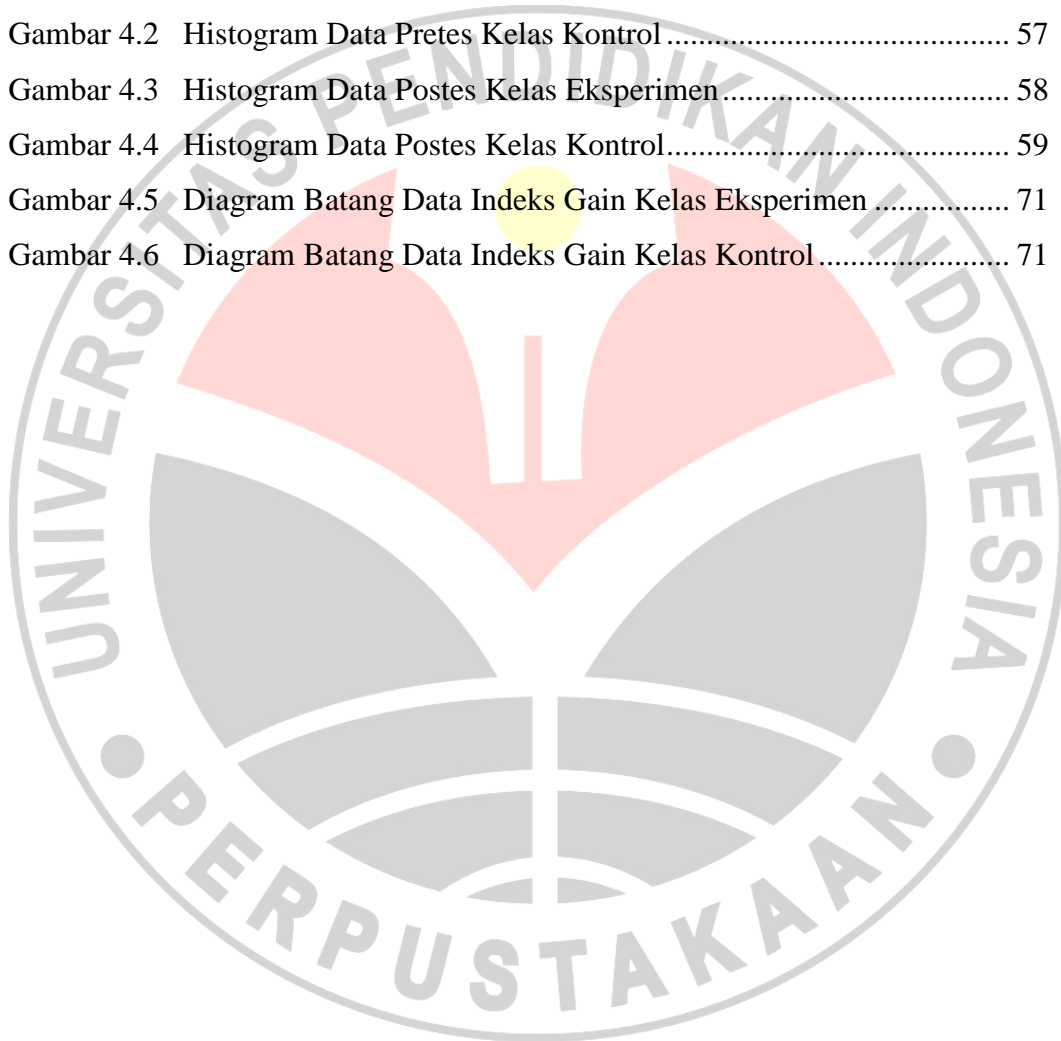 Gambar 4.2 Histogram Data Pretes Kelas Kontrol ..................................... 57
Gambar 4.3 Histogram Data Postes Kelas Eksperimen ............................... 58
Gambar 4.4 Histogram Data Postes Kelas Kontrol..................................... 59
Gambar 4.5 Diagram Batang Data Indeks Gain Kelas Eksperimen ................ 71
Gambar 4.6 Diagram Batang Data Indeks Gain Kelas Kontrol ....................... 71
UNIVERSITAS PENDIDIKAN INDONESIA
PERPUSTAKAAN